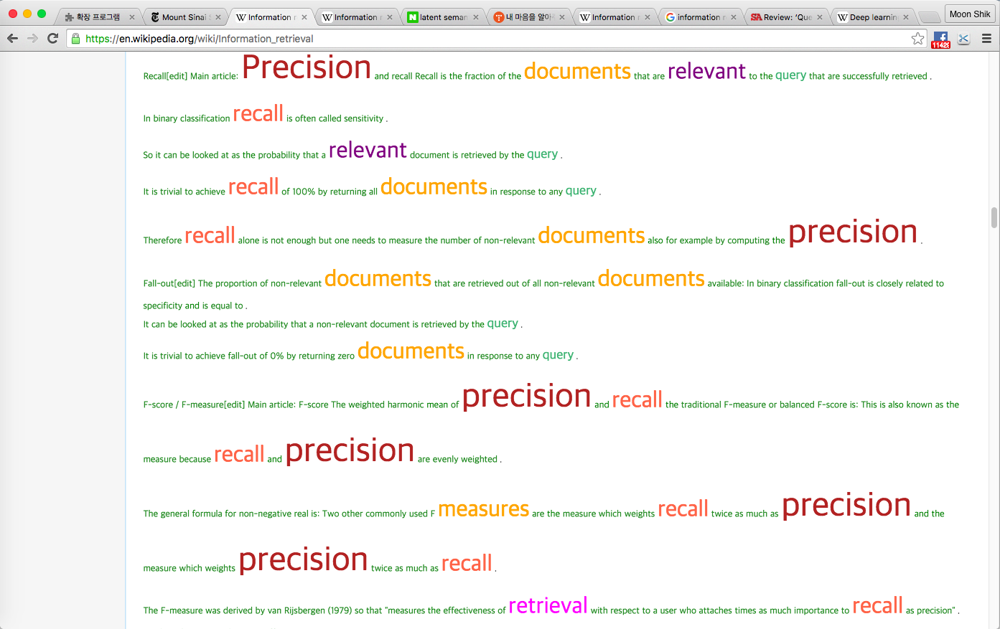 확장 프로그램
Mount Sinai
Information r
Information r
latent seman
내 마음을 알아
Information r
information r
Review: ‘Que
Deep learning
Moon Shik
https://en.wikipedia.org/wiki/Information_retrieval
11425
Recall[edit] Main article: Precision and recall Recall is the fraction of the documents that are relevant to the query that are successfully retrieved .
In binary classification recall is often called sensitivity .
So it can be looked at as the probability that a relevant document is retrieved by the query .
It is trivial to achieve recall of 100% by returning all documents in response to any query .
Therefore recall alone is not enough but one needs to measure the number of non-relevant documents also for example by computing the precision .
Fall-out[edit] The proportion of non-relevant documents that are retrieved out of all non-relevant documents available: In binary classification fall-out is closely related to
specificity and is equal to .
It can be looked at as the probability that a non-relevant document is retrieved by the query .
It is trivial to achieve fall-out of 0% by returning zero documents in response to any query .
F-score / F-measure[edit] Main article: F-score The weighted harmonic mean of precision and recall the traditional F-measure or balanced F-score is: This is also known as the
measure because recall and precision are evenly weighted .
The general formula for non-negative real is: Two other commonly used F measures are the measure which weights recall twice as much as precision and the
measure which weights precision twice as much as recall .
The F-measure was derived by van Rijsbergen (1979) so that "measures the effectiveness of retrieval with respect to a user who attaches times as much importance to recall as precision" .